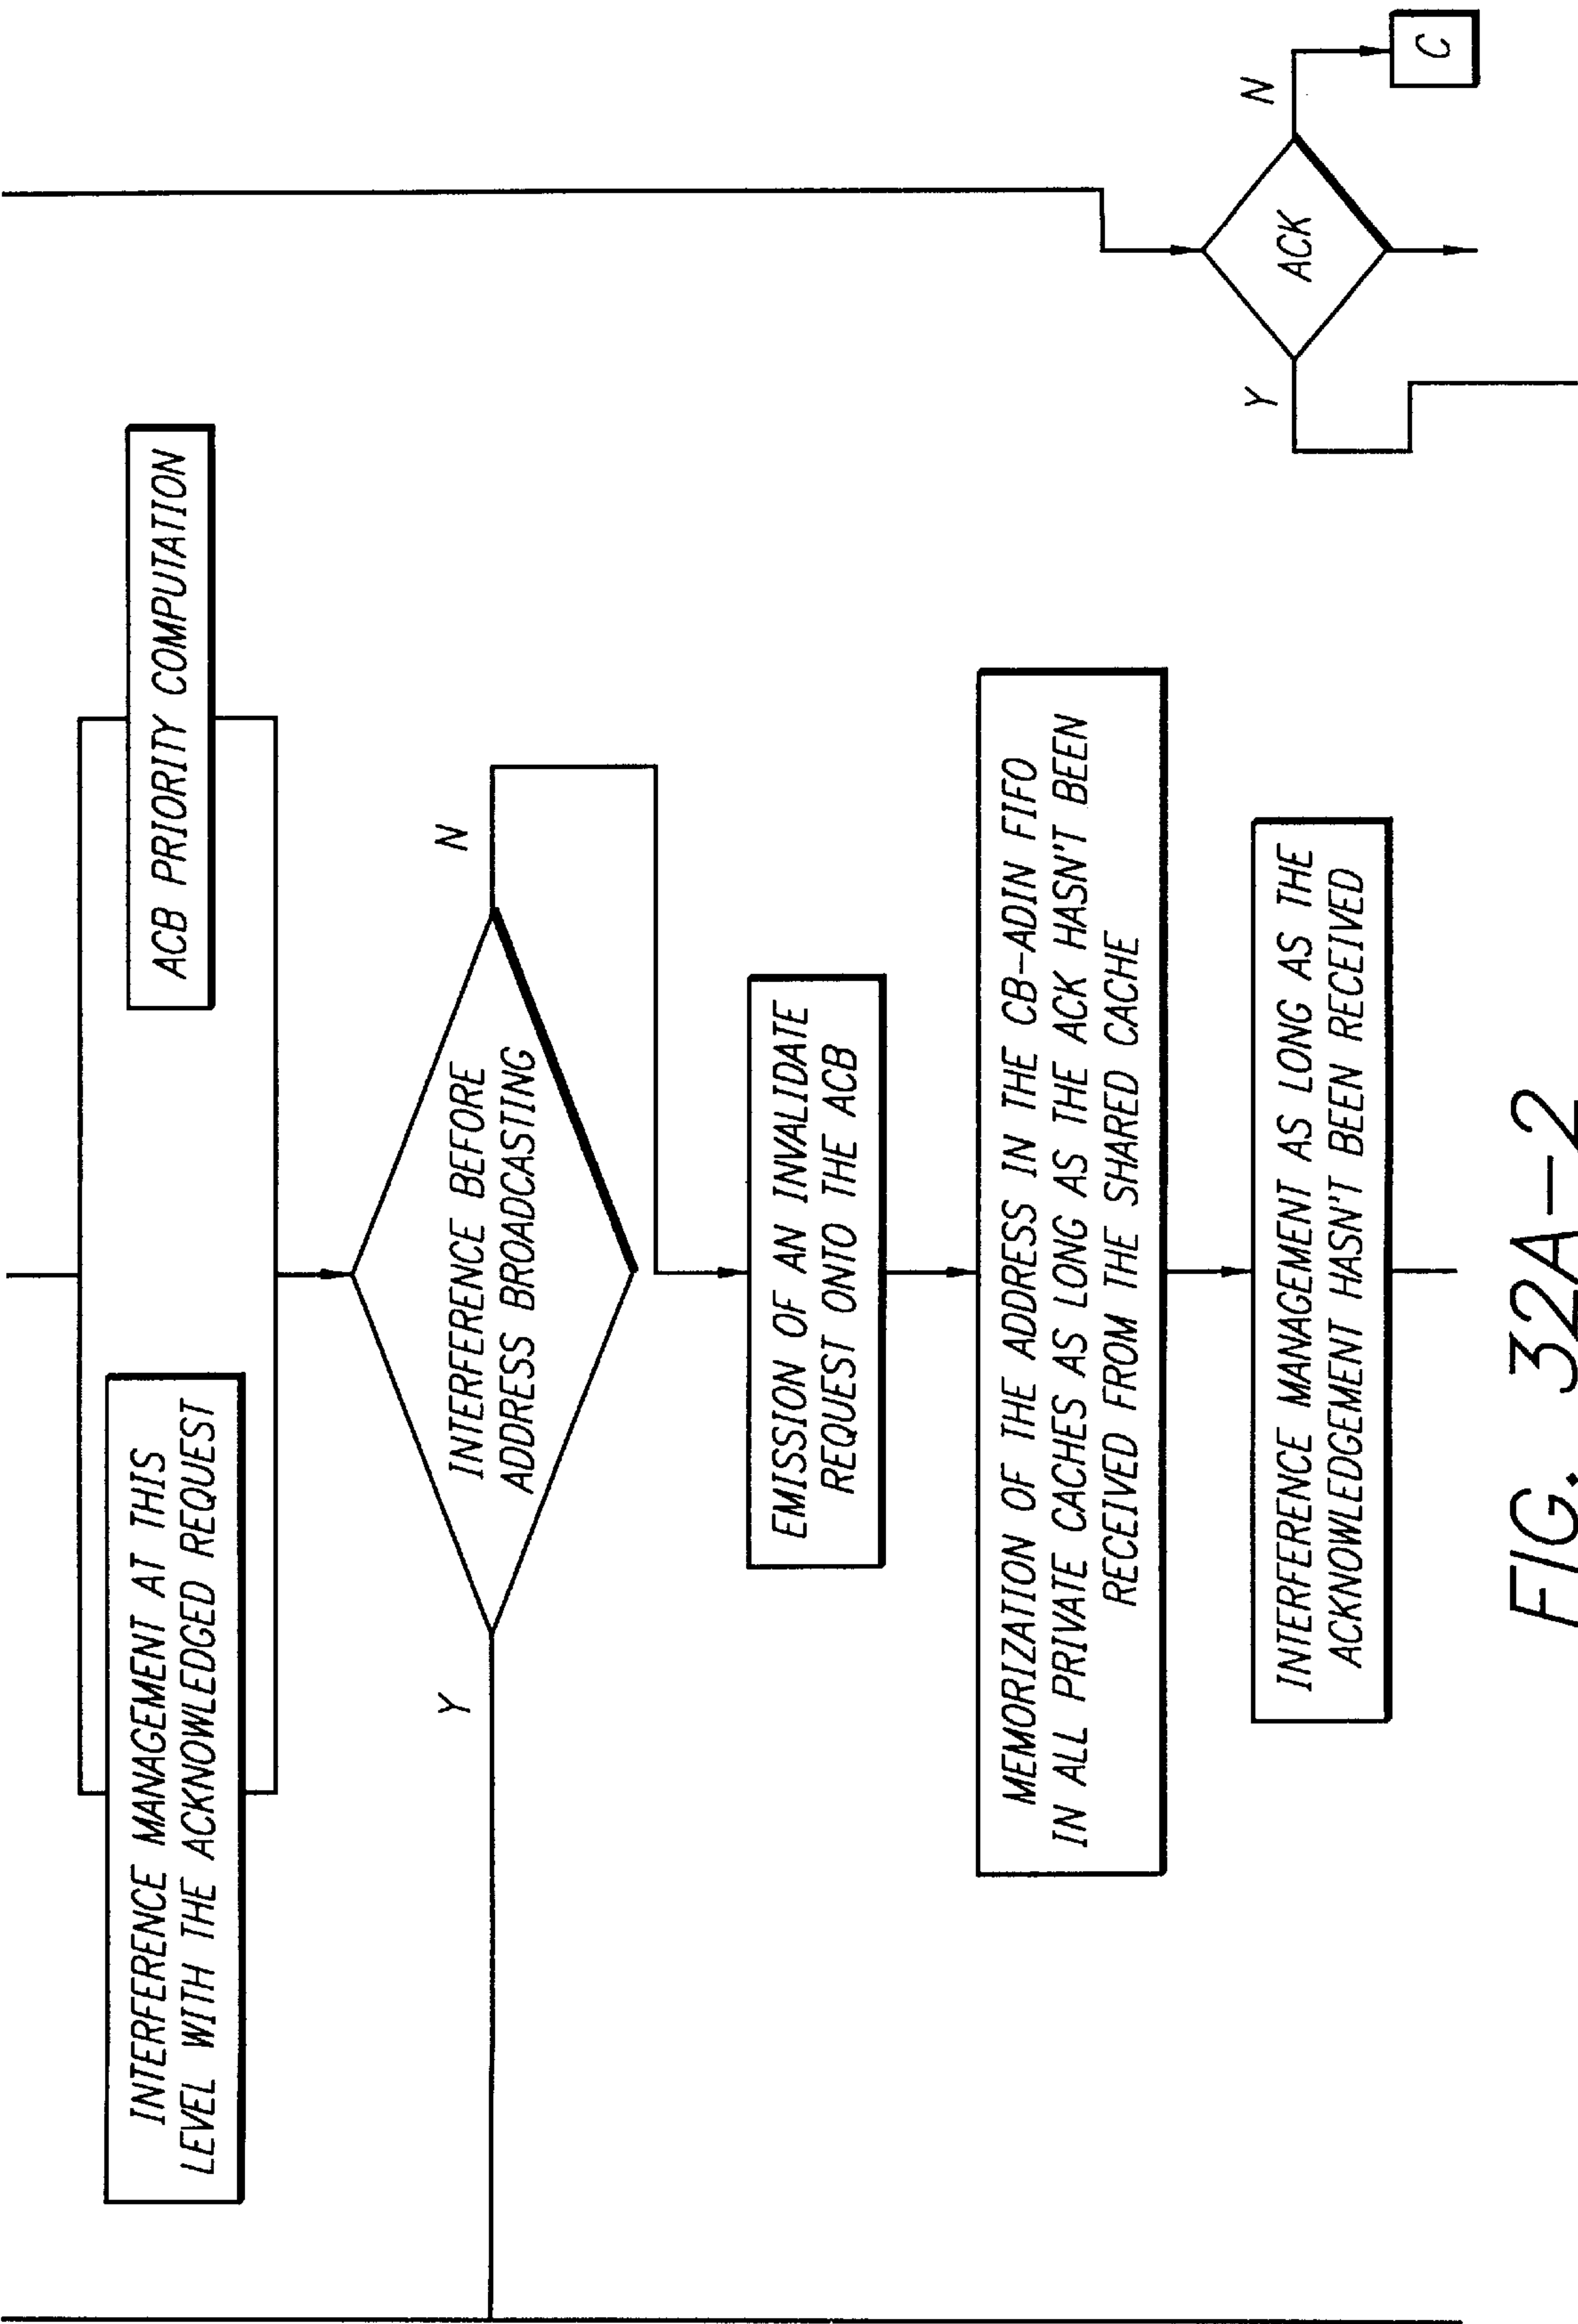 INTERFERENCE MANAGEMENT AT THIS
LEVEL WITH THE ACKNOWLEDGED REQUEST
ACB PRIORITY COMPUTATION
INTERFERENCE BEFORE
ADDRESS BROADCASTING
Y
N
EMISSION OF AN INVALIDATE
REQUEST ONTO THE ACB
MEMORIZATION OF THE ADDRESS IN THE CB-ADIN FIFO
IN ALL PRIVATE CACHES AS LONG AS THE ACK HASN'T BEEN
RECEIVED FROM THE SHARED CACHE
INTERFERENCE MANAGEMENT AS LONG AS THE
ACKNOWLEDGEMENT HASN'T BEEN RECEIVED
Y
ACK
N
C
FIG. 32A-2